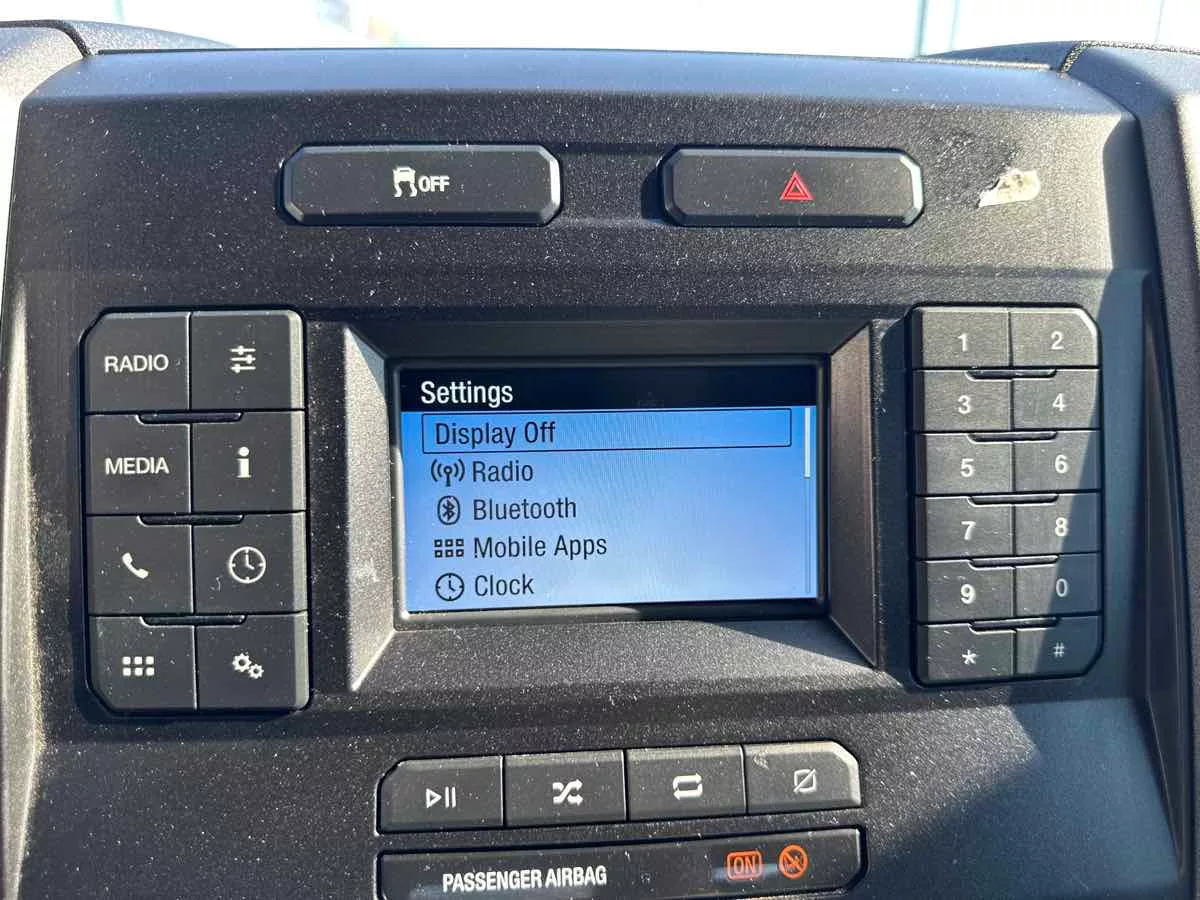 OFF
RADIO
MEDIA
Settings
Display Off
Radio
Bluetooth
Mobile Apps
Clock
1 2
3 4
5 6
7 8
9 0
* #
PASSENGER AIRBAG ON